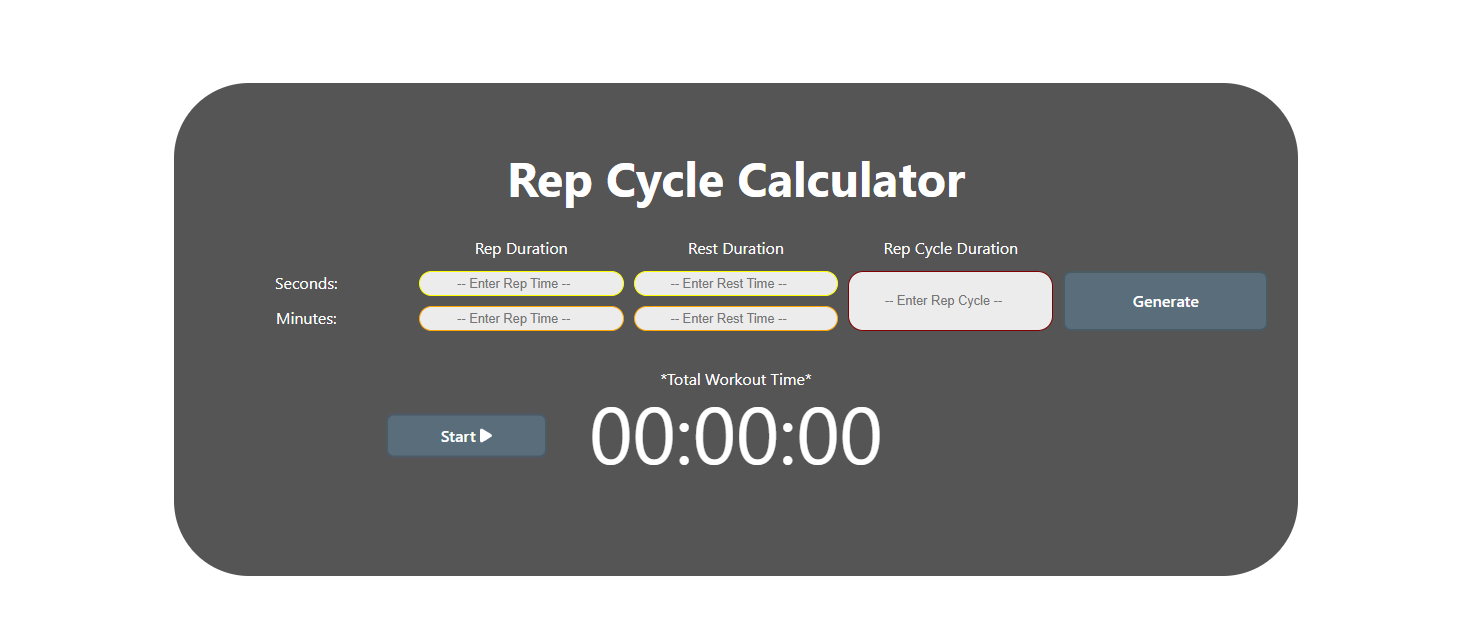 Rep Cycle Calculator
Rep Duration Rest Duration Rep Cycle Duration
Seconds: -- Enter Rep Time -- -- Enter Rest Time --
-- Enter Rep Cycle -- Generate
Minutes: -- Enter Rep Time -- -- Enter Rest Time --
*Total Workout Time*
Start 00:00:00